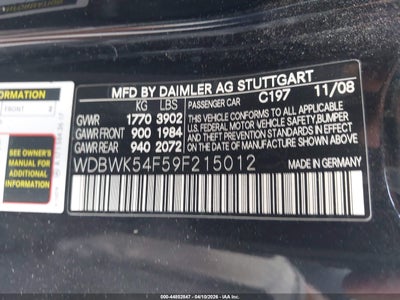 MFD BY DAIMLER AG STUTTGART
KG LBS PASSENGER CAR C197 11/08
GVWR 1770 3902
GAWR FRONT 900 1984
GAWR REAR 940 2072
THIS VEHICLE CONFORMS TO ALL APPLICABLE
U.S. FEDERAL MOTOR VEHICLE SAFETY, BUMPER
AND THEFT PREVENTION STANDARDS IN EFFECT
ON THE DATE OF MANUFACTURE SHOWN ABOVE
WDBWK54F59F215012
FORMATION
FRONT 2
SEE OWNER'S
MANUAL FOR
ADDITIONAL
INFORMATION
000-44802847 - 04/10/2026 - IAA, Inc.